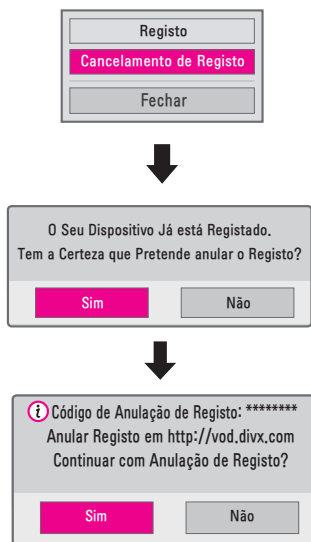 Registo
Cancelamento de Registo
Fechar
O Seu Dispositivo Já está Registado.
Tem a Certeza que Pretende anular o Registo?
Sim Não
i Código de Anulação de Registo: ********
Anular Registo em http://vod.divx.com
Continuar com Anulação de Registo?
Sim Não